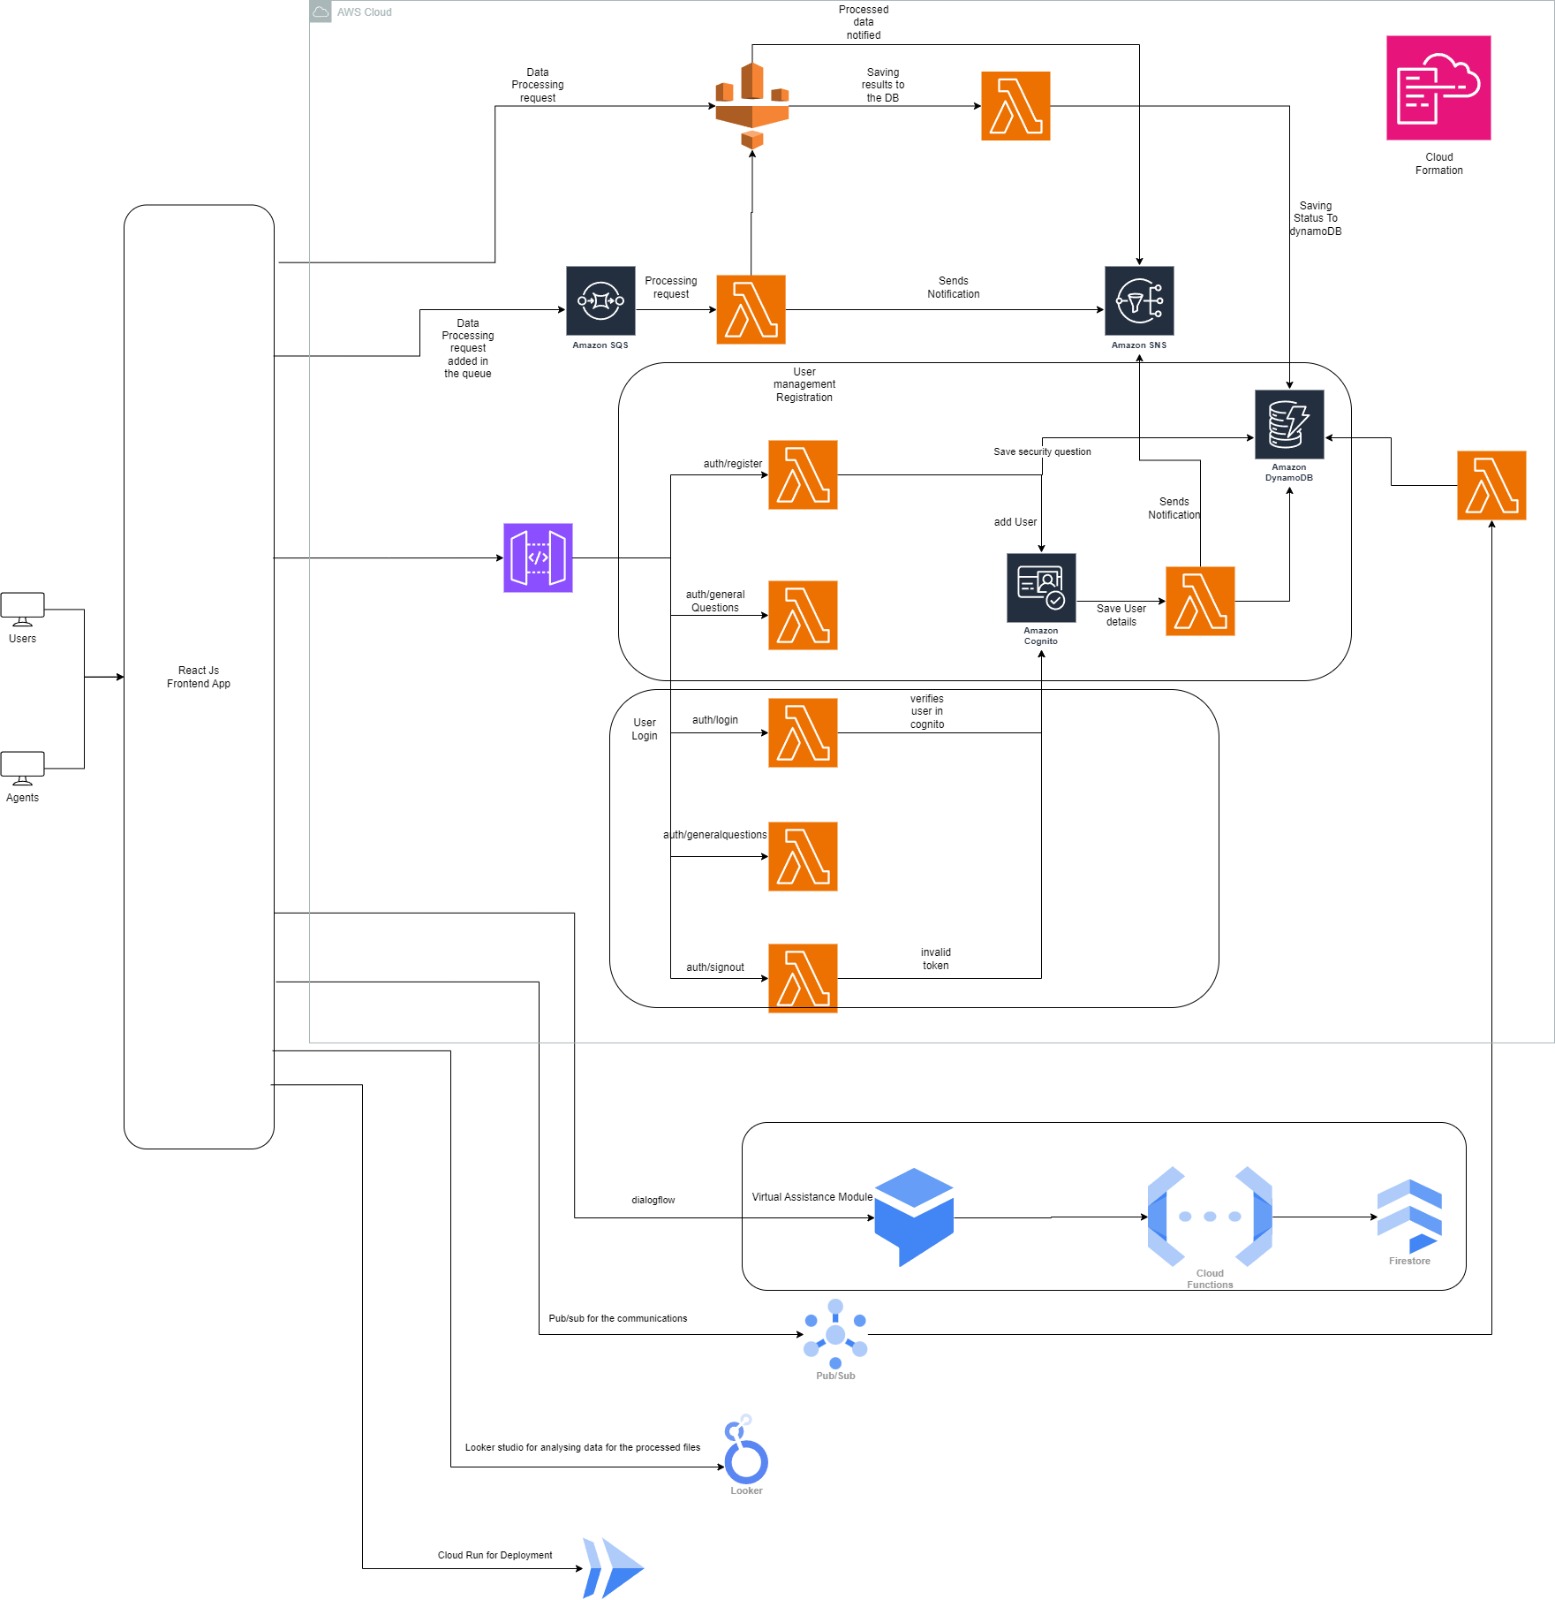 AWS Cloud
Processed
data
notified
Data
Processing
request
Saving
results to
the DB
Cloud
Formation
Saving
Status To
dynamoDB
Processing
request
Sends
Notification
Amazon SQS
Amazon SNS
Data
Processing
request
added in
the queue
User
management
Registration
auth/register
Save security question
Amazon
DynamoDB
add User
Sends
Notification
auth/general
Questions
Save User
details
Amazon
Cognito
Users
React Js
Frontend App
Agents
User
Login
auth/login
verifies
user in
cognito
auth/generalquestions
auth/signout
invalid
token
dialogflow
Virtual Assistance Module
Cloud
Functions
Firestore
Pub/sub for the communications
Pub/Sub
Looker studio for analysing data for the processed files
Looker
Cloud Run for Deployment